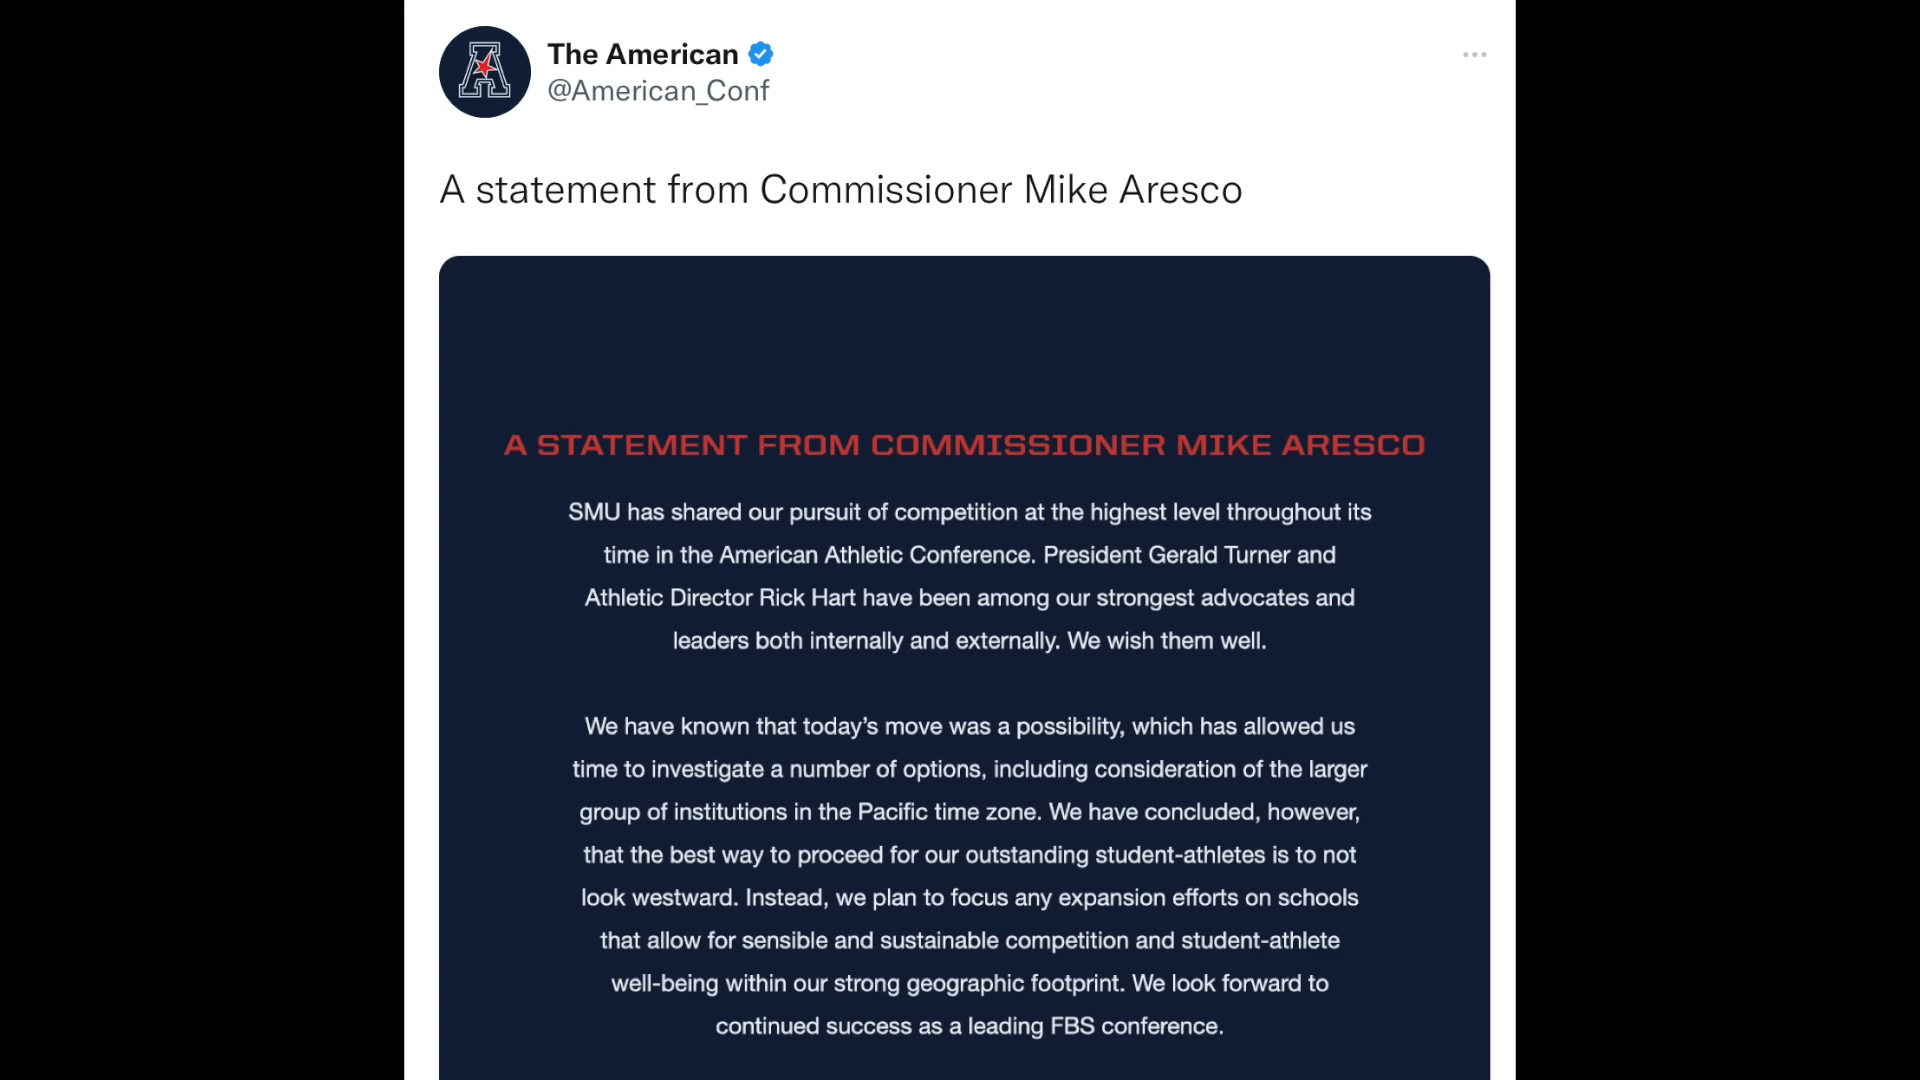 The American
@American_Conf
A statement from Commissioner Mike Aresco
A STATEMENT FROM COMMISSIONER MIKE ARESCO
SMU has shared our pursuit of competition at the highest level throughout its
time in the American Athletic Conference. President Gerald Turner and
Athletic Director Rick Hart have been among our strongest advocates and
leaders both internally and externally. We wish them well.
We have known that today’s move was a possibility, which has allowed us
time to investigate a number of options, including consideration of the larger
group of institutions in the Pacific time zone. We have concluded, however,
that the best way to proceed for our outstanding student-athletes is to not
look westward. Instead, we plan to focus any expansion efforts on schools
that allow for sensible and sustainable competition and student-athlete
well-being within our strong geographic footprint. We look forward to
continued success as a leading FBS conference.